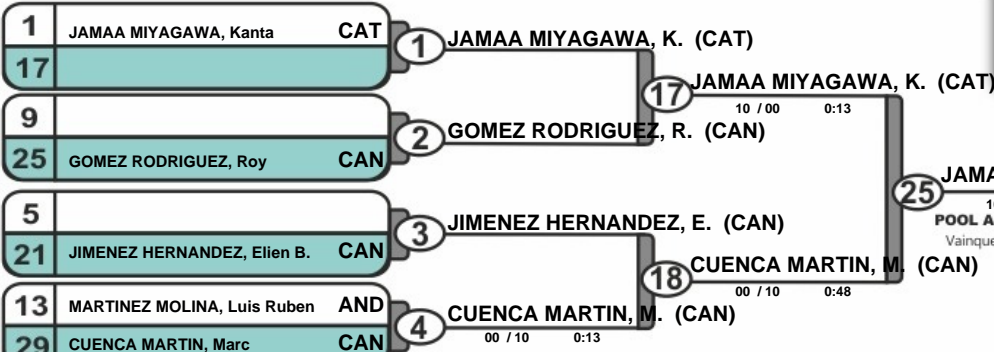 1 JAMAA MIYAGAWA, Kanta CAT
17
1 JAMAA MIYAGAWA, K. (CAT)
9
25 GOMEZ RODRIGUEZ, Roy CAN
2 GOMEZ RODRIGUEZ, R. (CAN)
17 JAMAA MIYAGAWA, K. (CAT)
10 / 00 0:13
5
21 JIMENEZ HERNANDEZ, Elien B. CAN
3 JIMENEZ HERNANDEZ, E. (CAN)
13 MARTINEZ MOLINA, Luis Ruben AND
29 CUENCA MARTIN, Marc CAN
4 CUENCA MARTIN, M. (CAN)
00 / 10 0:13
18 CUENCA MARTIN, M. (CAN)
00 / 10 0:48
25
POOL A